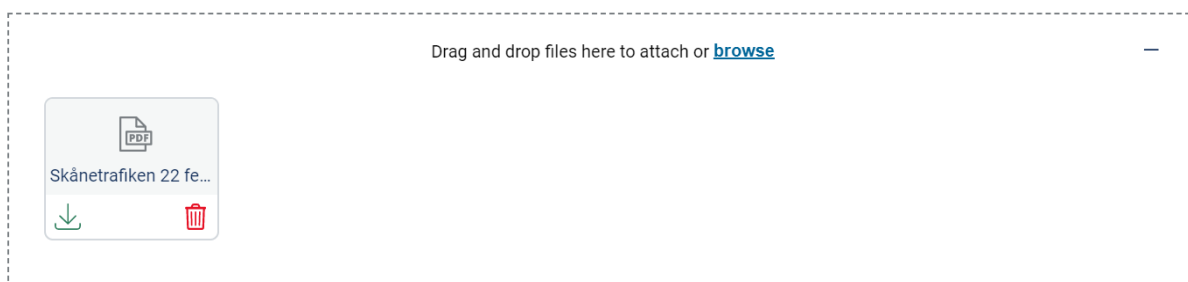 Drag and drop files here to attach or browse
PDF
Skånetrafiken 22 fe...